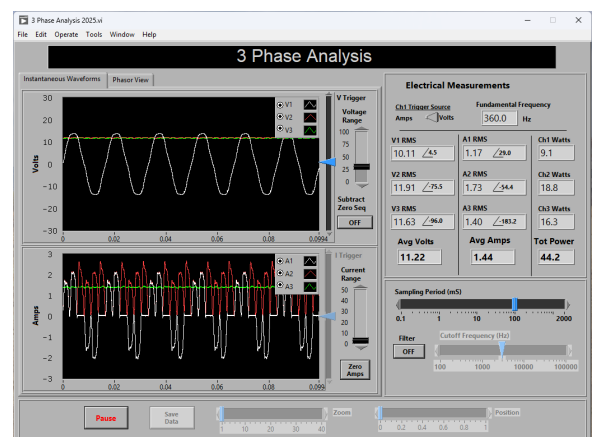 3 Phase Analysis 2025.vi
File Edit Operate Tools Window Help
3 Phase Analysis
Instantaneous Waveforms Phasor View
30
20
10
0
-10
-20
-30
Volts
0 0.02 0.04 0.06 0.08 0.0994
V1
V2
V3
V Trigger
Voltage
Range
100
75
50
25
0
Subtract
Zero Seq
OFF
3
2
1
0
-1
-2
-3
Amps
0 0.02 0.04 0.06 0.08 0.0994
A1
A2
A3
I Trigger
Current
Range
50
40
30
20
10
0
Zero
Amps
Electrical Measurements
Ch1 Trigger Source
Amps Volts
Fundamental Frequency
360.0 Hz
V1 RMS A1 RMS Ch1 Watts
10.11 4.5 1.17 29.0 9.1
V2 RMS A2 RMS Ch2 Watts
11.91 -75.5 1.73 -54.4 18.8
V3 RMS A3 RMS Ch3 Watts
11.63 -96.0 1.40 -183.2 16.3
Avg Volts Avg Amps Tot Power
11.22 1.44 44.2
Sampling Period (mS)
0.1 1 10 100 2000
Filter
OFF
Cutoff Frequency (Hz)
100 1000 10000 100000
Pause
Save
Data
Zoom
1 10 20 30 40
Position
0 0.2 0.4 0.6 0.8 1